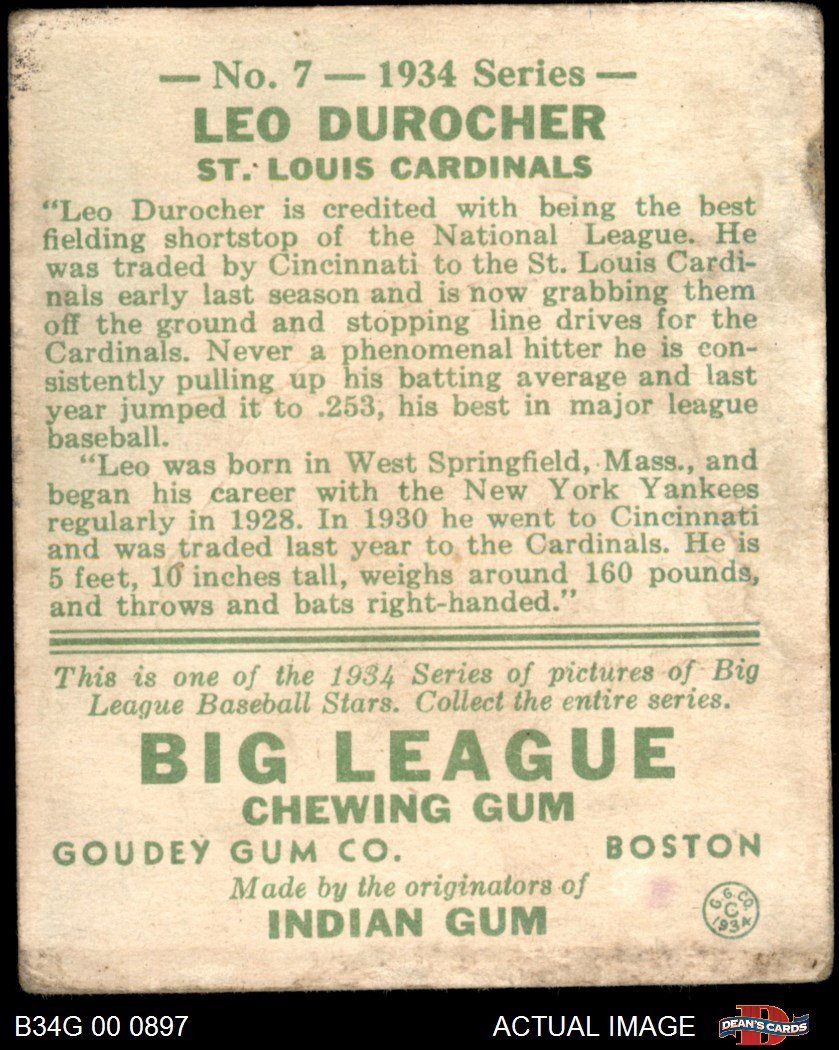 — No. 7 — 1934 Series —
LEO DUROCHER
ST. LOUIS CARDINALS
“Leo Durocher is credited with being the best
fielding shortstop of the National League. He
was traded by Cincinnati to the St. Louis Cardi-
nals early last season and is now grabbing them
off the ground and stopping line drives for the
Cardinals. Never a phenomenal hitter he is con-
sistently pulling up his batting average and last
year jumped it to .253, his best in major league
baseball.
“Leo was born in West Springfield, Mass., and
began his career with the New York Yankees
regularly in 1928. In 1930 he went to Cincinnati
and was traded last year to the Cardinals. He is
5 feet, 10 inches tall, weighs around 160 pounds,
and throws and bats right-handed.”
This is one of the 1934 Series of pictures of Big
League Baseball Stars. Collect the entire series.
BIG LEAGUE
CHEWING GUM
GOUDEY GUM CO. BOSTON
Made by the originators of
INDIAN GUM
G.G.CO.
C
1934
B34G 00 0897
ACTUAL IMAGE
D
DEAN'S CARDS